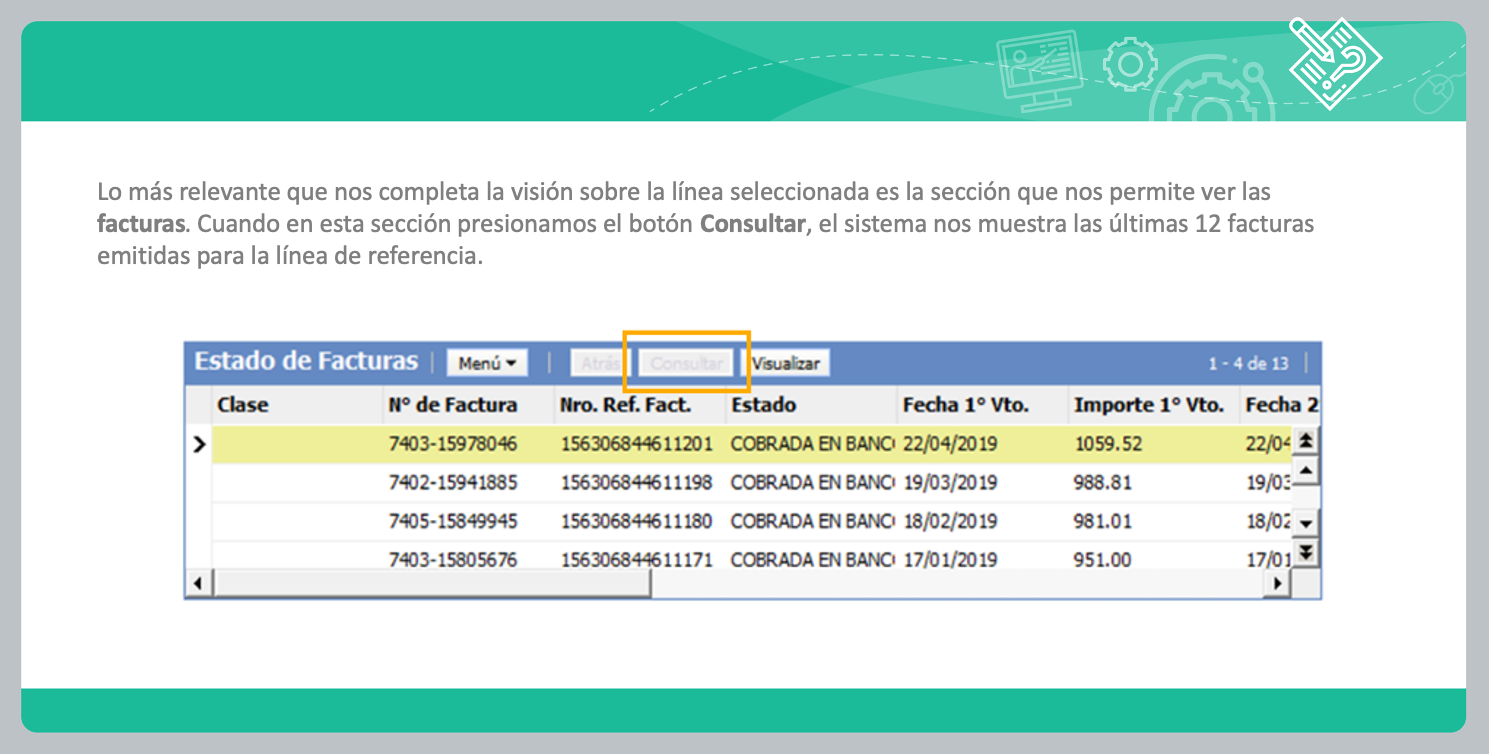 Lo más relevante que nos completa la visión sobre la línea seleccionada es la sección que nos permite ver las
facturas. Cuando en esta sección presionamos el botón Consultar, el sistema nos muestra las últimas 12 facturas
emitidas para la línea de referencia.
Estado de Facturas | Menú | Atrás Consultar Visualizar 1 - 4 de 13 |
Clase N° de Factura Nro. Ref. Fact. Estado Fecha 1° Vto. Importe 1° Vto. Fecha 2
7403-15978046 156306844611201 COBRADA EN BANC 22/04/2019 1059.52 22/04
7402-15941885 156306844611198 COBRADA EN BANC 19/03/2019 988.81 19/03
7405-15849945 156306844611180 COBRADA EN BANC 18/02/2019 981.01 18/02
7403-15805676 156306844611171 COBRADA EN BANC 17/01/2019 951.00 17/01